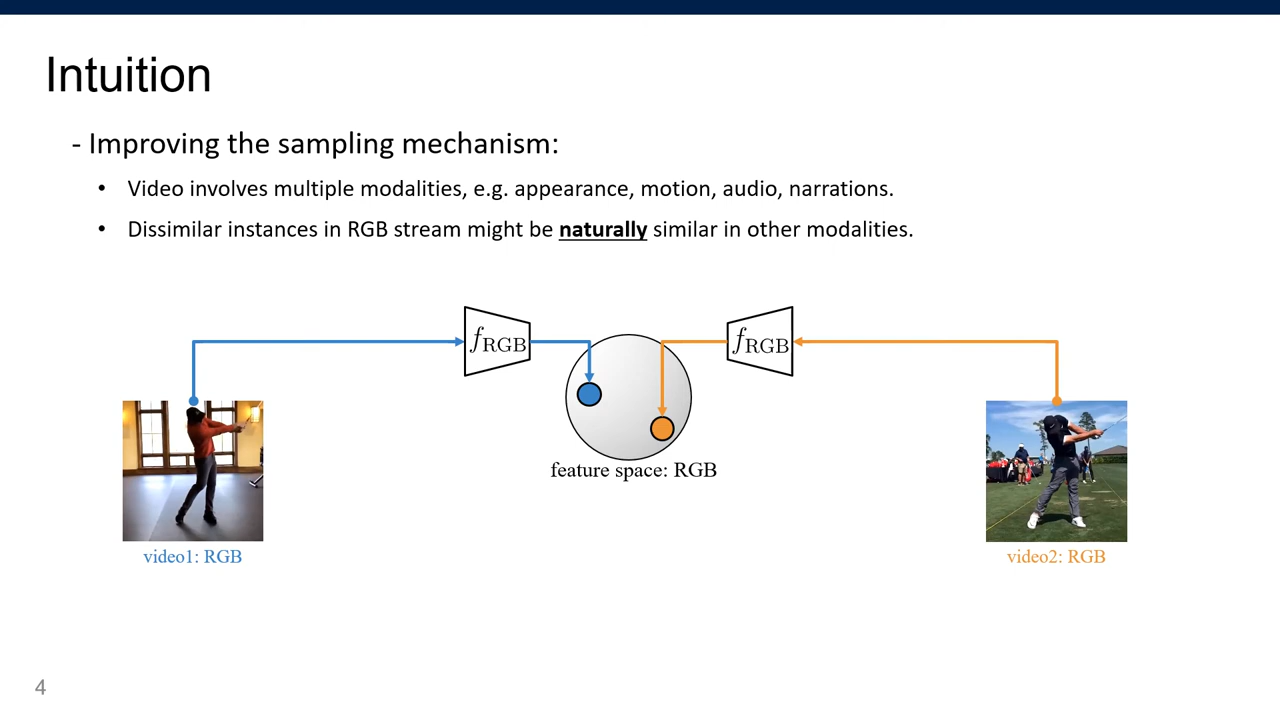 Intuition
- Improving the sampling mechanism:
• Video involves multiple modalities, e.g. appearance, motion, audio, narrations.
• Dissimilar instances in RGB stream might be naturally similar in other modalities.
fRGB
fRGB
feature space: RGB
video1: RGB
video2: RGB
4